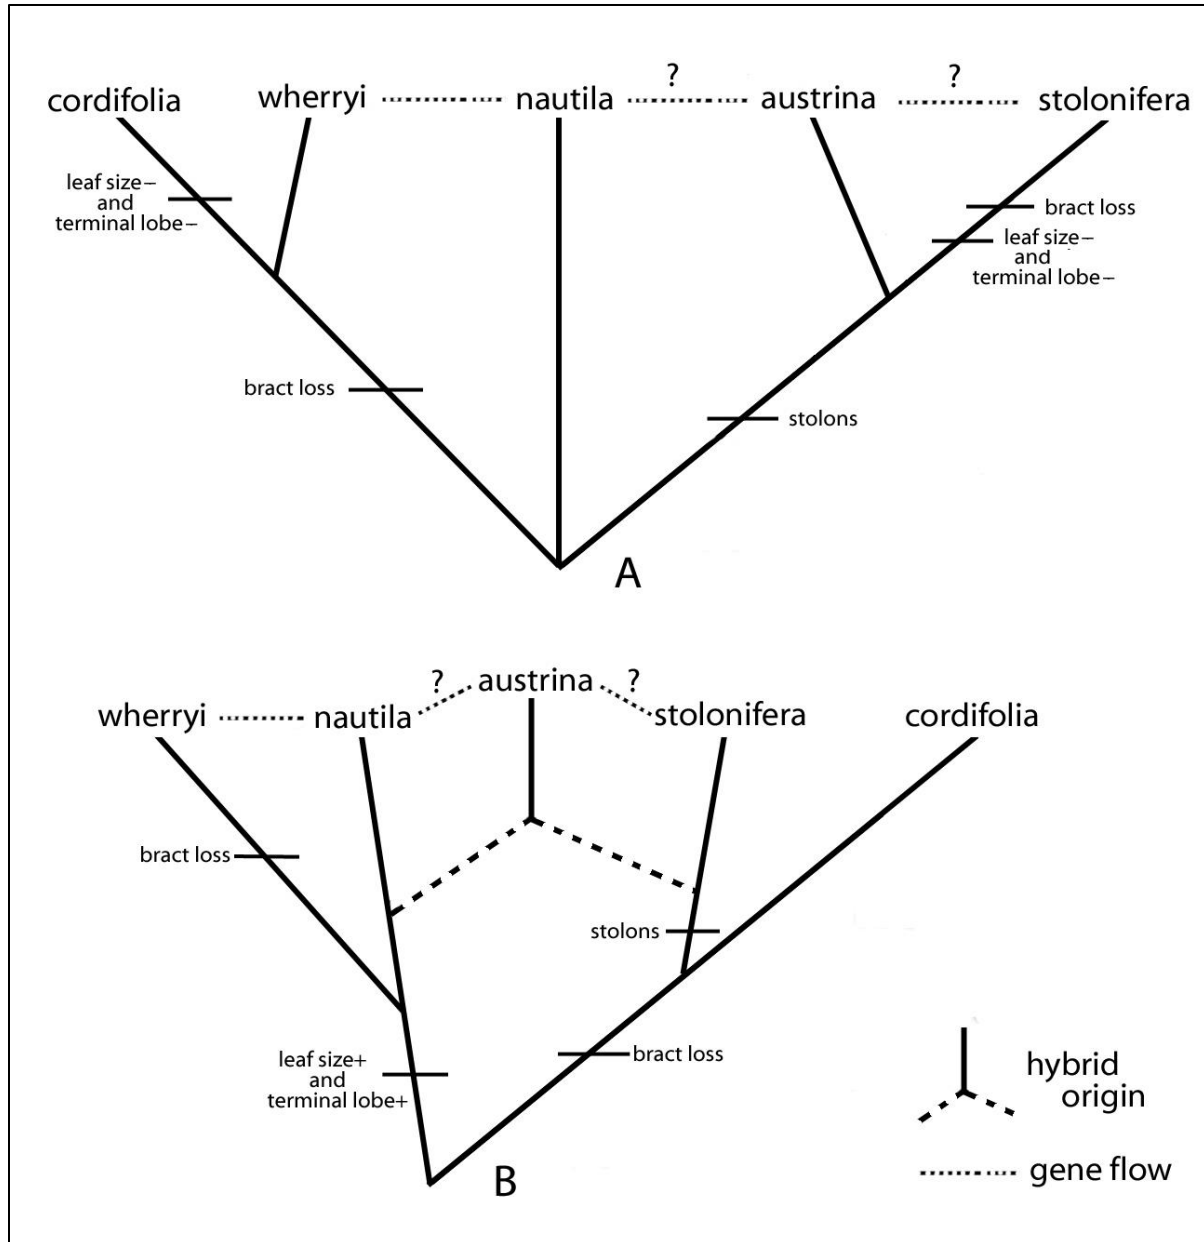 ?
?
cordifolia
wherryi
nautila
austrina
stolonifera
leaf size–
and
terminal lobe–
bract loss
leaf size–
and
terminal lobe–
bract loss
stolons
A
?
austrina
?
wherryi
nautila
stolonifera
cordifolia
bract loss
stolons
leaf size+
and
terminal lobe+
bract loss
B
hybrid
origin
gene flow